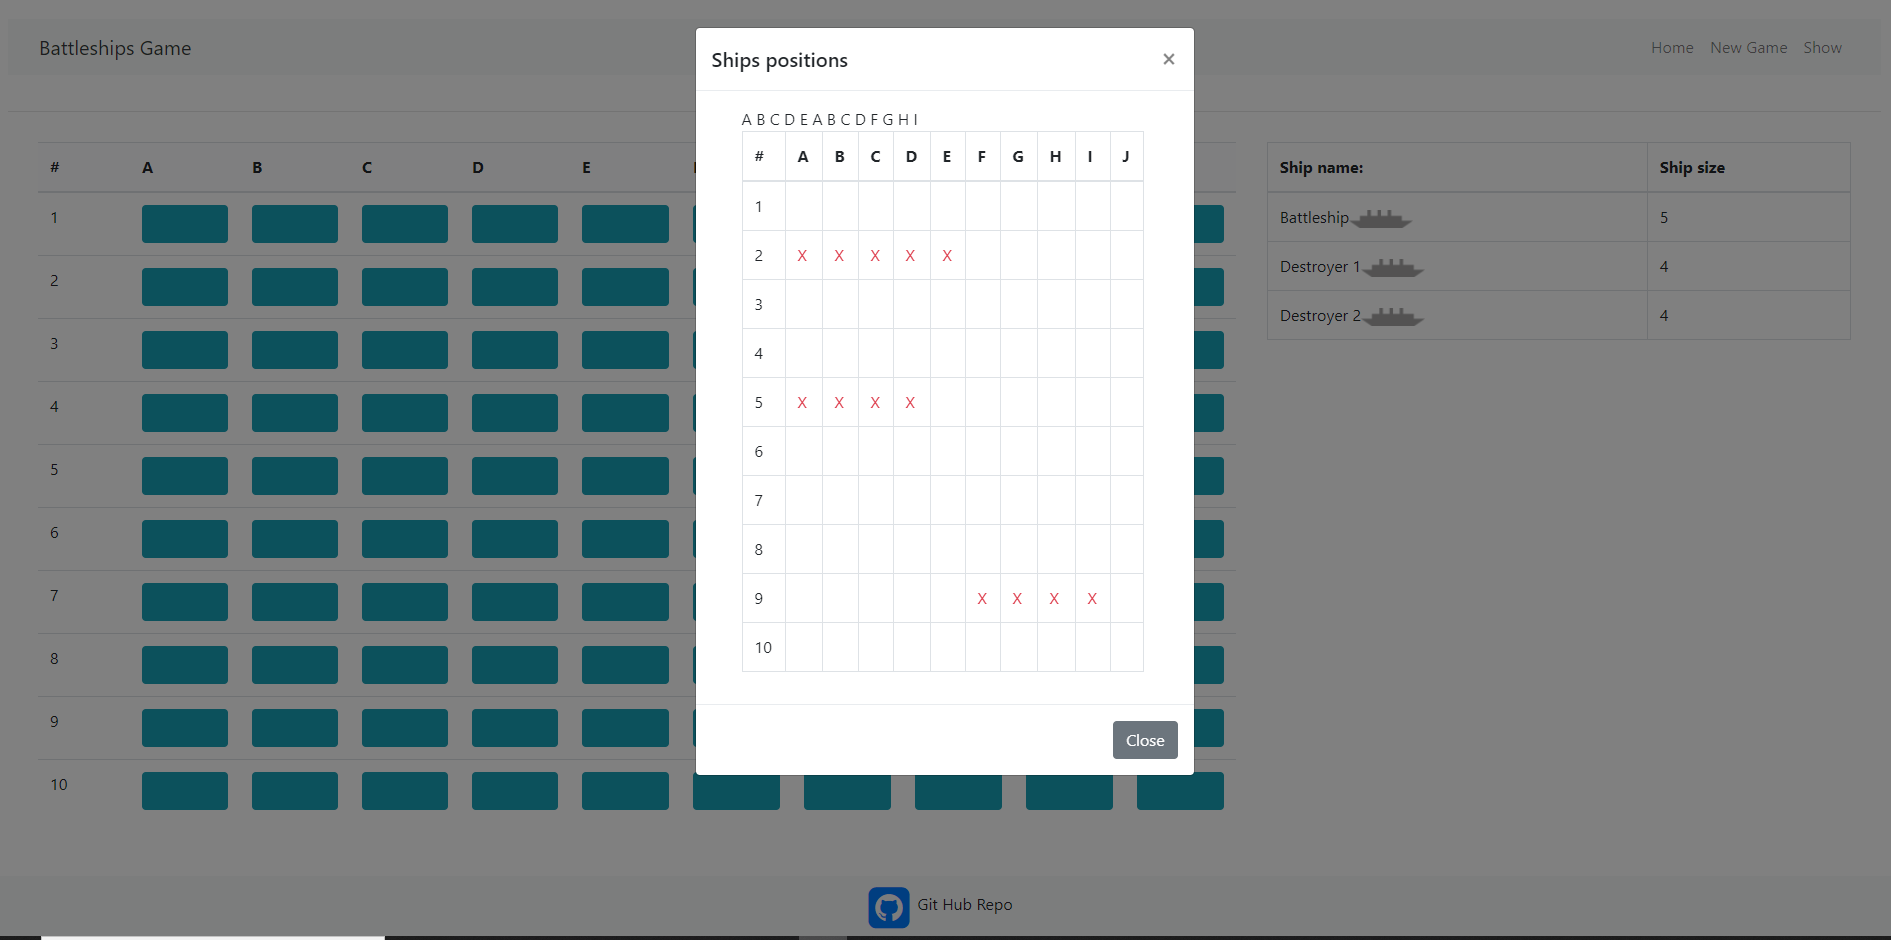 Battleships Game
Home New Game Show
Ships positions ×
A B C D E A B C D F G H I
# A B C D E F G H I J
1
2 X X X X X
3
4
5 X X X X
6
7
8
9 X X X X
10
Close
# A B C D E
1
2
3
4
5
6
7
8
9
10
Ship name: Ship size
Battleship 5
Destroyer 1 4
Destroyer 2 4
Git Hub Repo